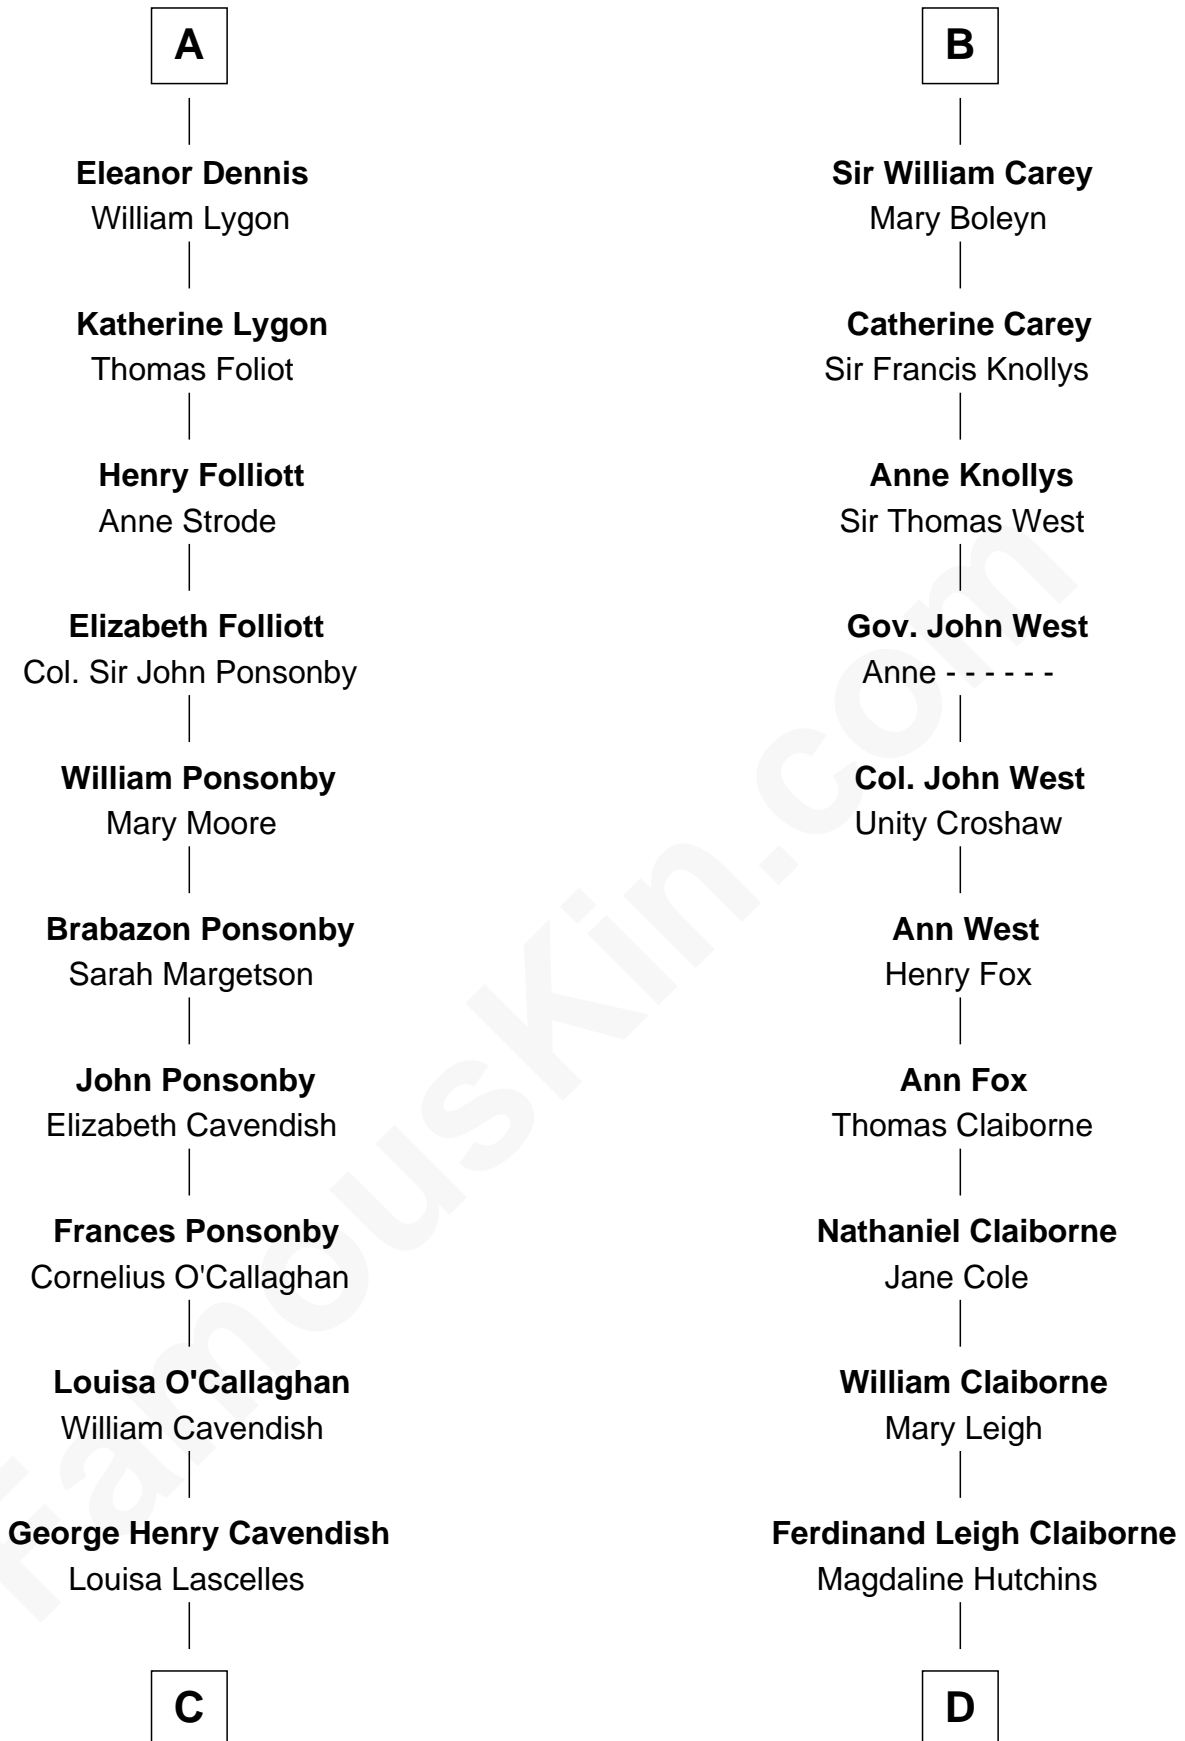 A
Eleanor Dennis
William Lygon
Katherine Lygon
Thomas Foliot
Henry Folliott
Anne Strode
Elizabeth Folliott
Col. Sir John Ponsonby
William Ponsonby
Mary Moore
Brabazon Ponsonby
Sarah Margetson
John Ponsonby
Elizabeth Cavendish
Frances Ponsonby
Cornelius O'Callaghan
Louisa O'Callaghan
William Cavendish
George Henry Cavendish
Louisa Lascelles
C
B
Sir William Carey
Mary Boleyn
Catherine Carey
Sir Francis Knollys
Anne Knollys
Sir Thomas West
Gov. John West
Anne - - - - - -
Col. John West
Unity Croshaw
Ann West
Henry Fox
Ann Fox
Thomas Claiborne
Nathaniel Claiborne
Jane Cole
William Claiborne
Mary Leigh
Ferdinand Leigh Claiborne
Magdaline Hutchins
D
FamousKin.com